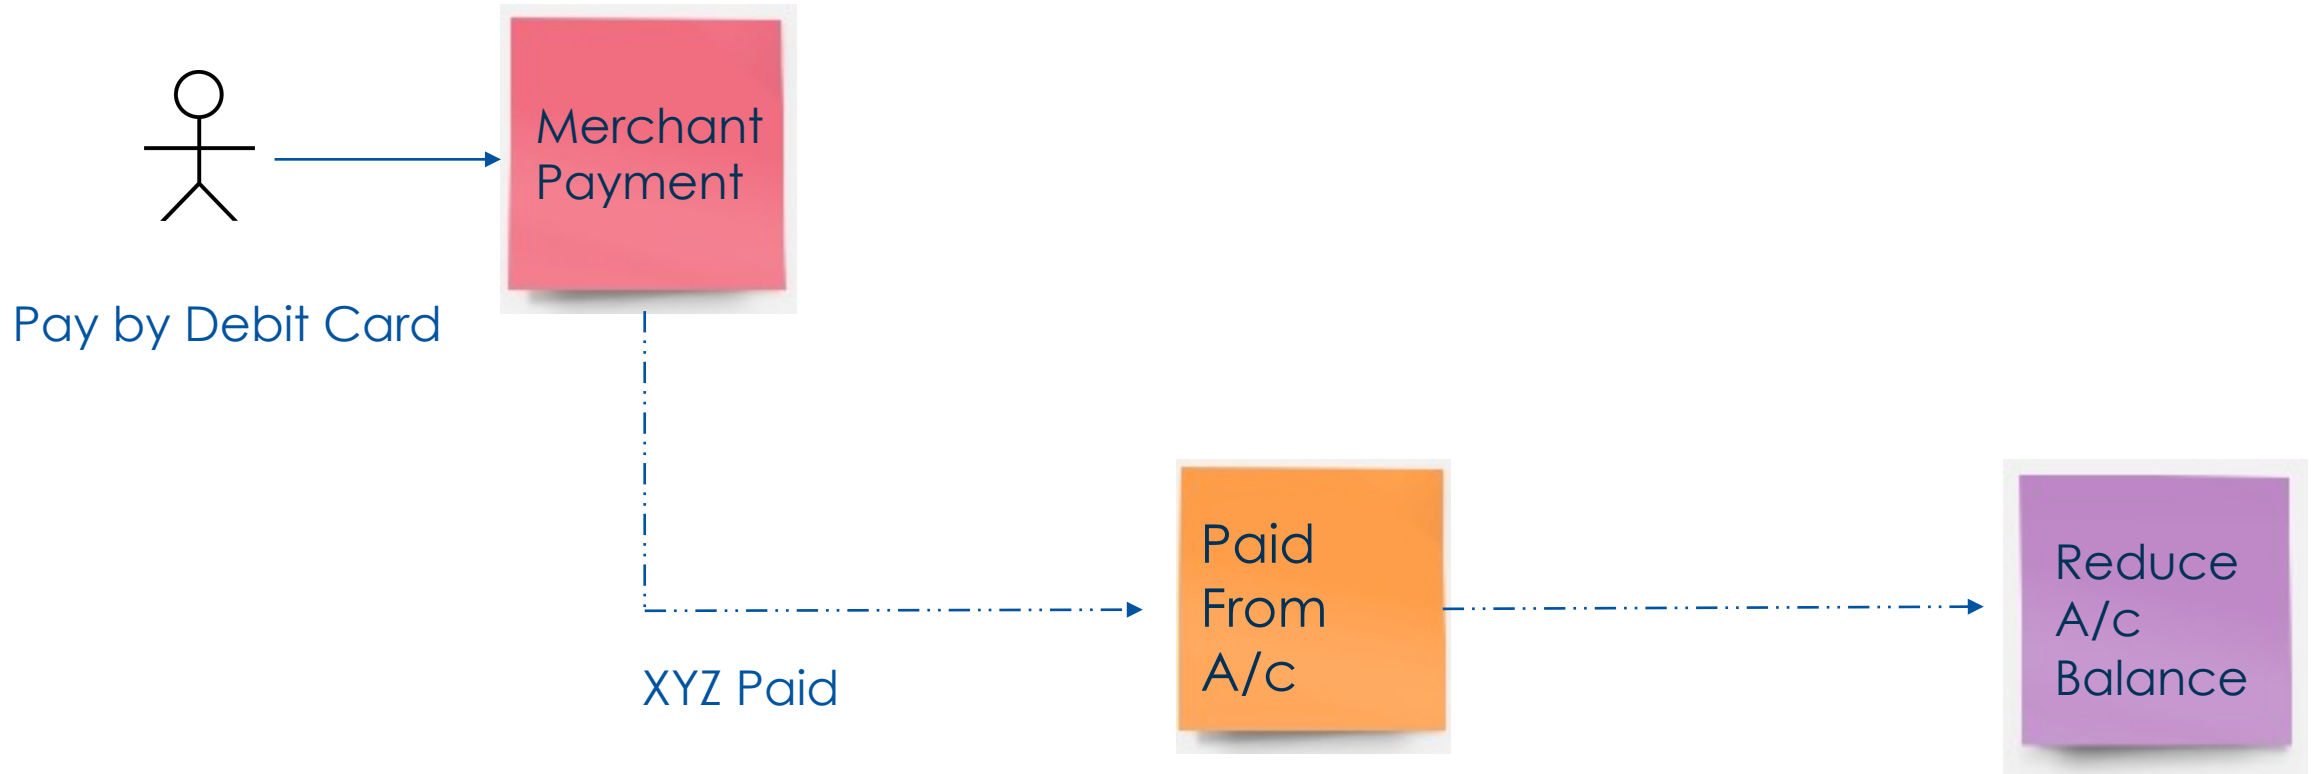 Merchant
Payment
Pay by Debit Card
XYZ Paid
Paid
From
A/c
Reduce
A/c
Balance